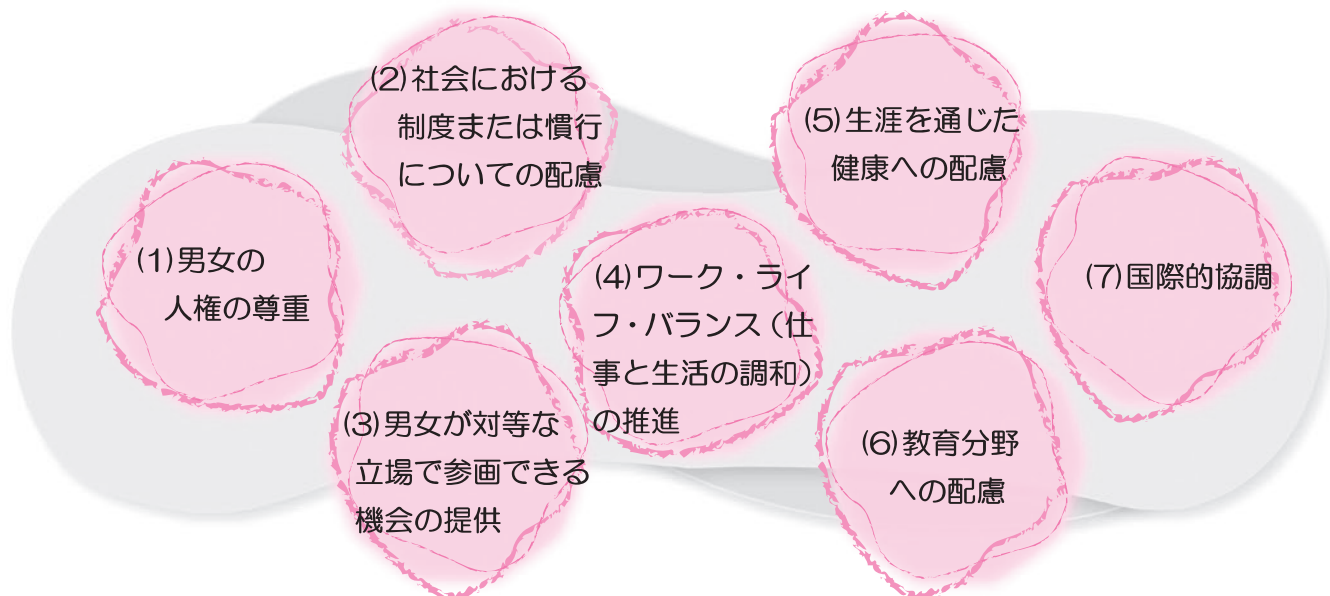 (1)男女の
人権の尊重
(2)社会における
制度または慣行
についての配慮
(3)男女が対等な
立場で参画できる
機会の提供
(4)ワーク・ライ
フ・バランス（仕
事と生活の調和）
の推進
(5)生涯を通じた
健康への配慮
(6)教育分野
への配慮
(7)国際的協調